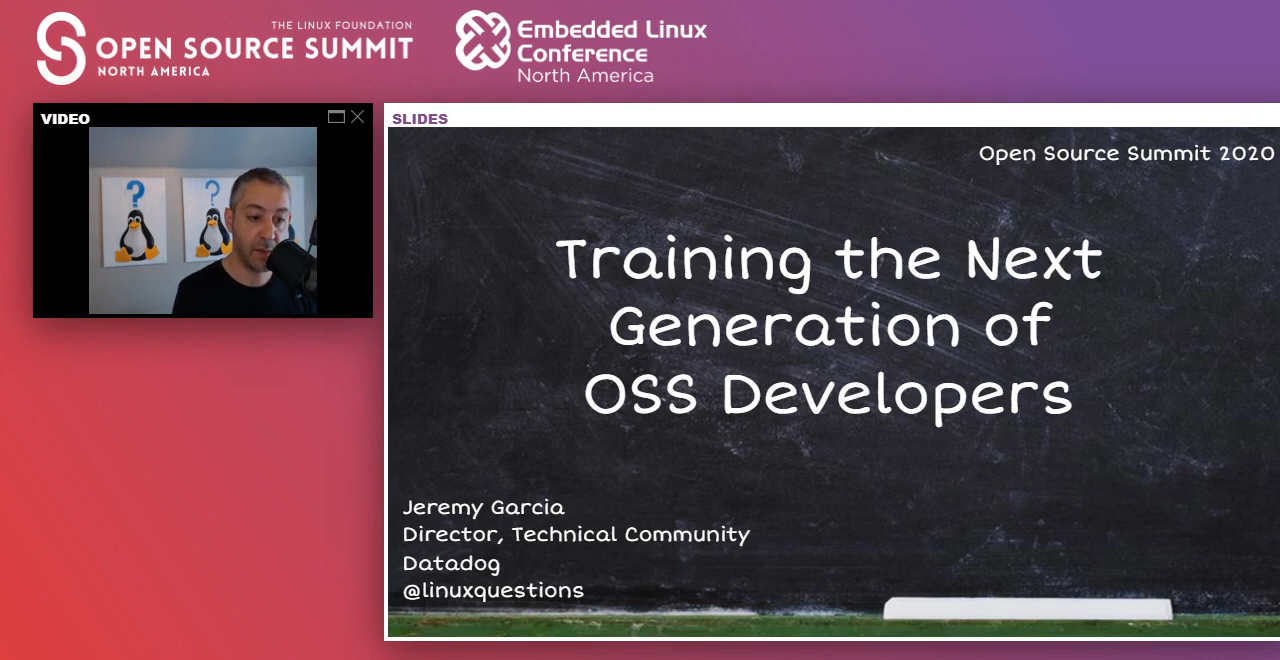 THE LINUX FOUNDATION
OPEN SOURCE SUMMIT
NORTH AMERICA
Embedded Linux
Conference
North America
VIDEO
? ?
SLIDES
Open Source Summit 2020
Training the Next
Generation of
OSS Developers
Jeremy Garcia
Director, Technical Community
Datadog
@linuxquestions